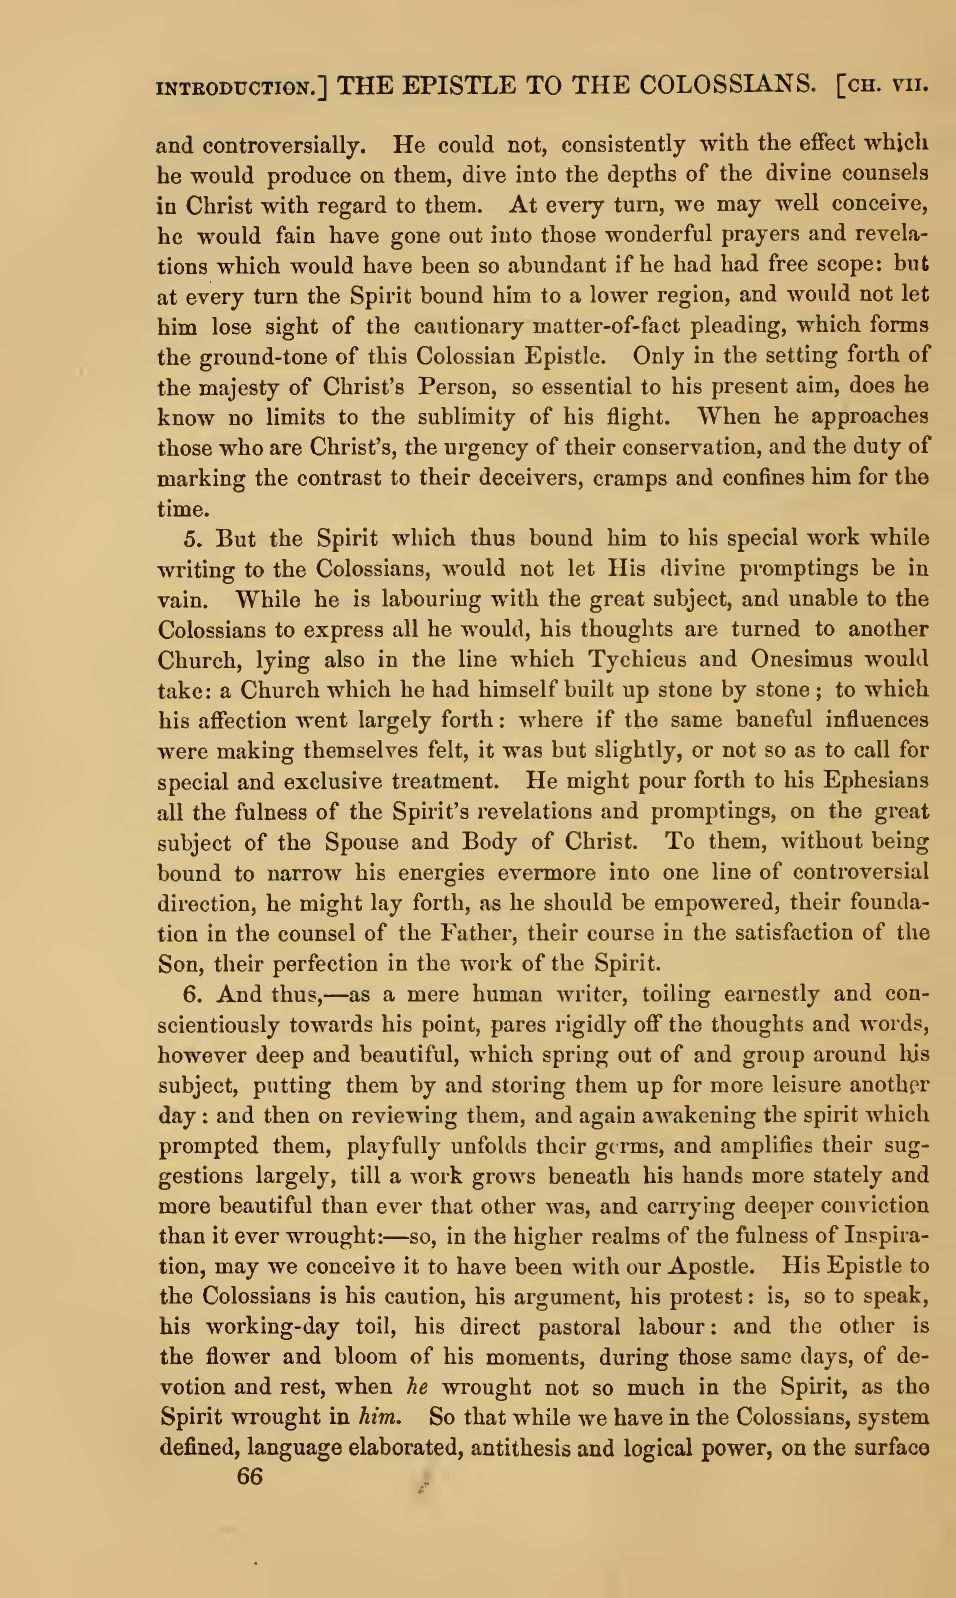 INTRODUCTION.] THE EPISTLE TO THE COLOSSIANS. [CH. VII.
and controversially. He could not, consistently with the effect which
he would produce on them, dive into the depths of the divine counsels
in Christ with regard to them. At every turn, we may well conceive,
he would fain have gone out into those wonderful prayers and revela-
tions which would have been so abundant if he had had free scope: but
at every turn the Spirit bound him to a lower region, and would not let
him lose sight of the cautionary matter-of-fact pleading, which forms
the ground-tone of this Colossian Epistle. Only in the setting forth of
the majesty of Christ's Person, so essential to his present aim, does he
know no limits to the sublimity of his flight. When he approaches
those who are Christ's, the urgency of their conservation, and the duty of
marking the contrast to their deceivers, cramps and confines him for the
time.
5. But the Spirit which thus bound him to his special work while
writing to the Colossians, would not let His divine promptings be in
vain. While he is labouring with the great subject, and unable to the
Colossians to express all he would, his thoughts are turned to another
Church, lying also in the line which Tychicus and Onesimus would
take: a Church which he had himself built up stone by stone; to which
his affection went largely forth: where if the same baneful influences
were making themselves felt, it was but slightly, or not so as to call for
special and exclusive treatment. He might pour forth to his Ephesians
all the fulness of the Spirit's revelations and promptings, on the great
subject of the Spouse and Body of Christ. To them, without being
bound to narrow his energies evermore into one line of controversial
direction, he might lay forth, as he should be empowered, their founda-
tion in the counsel of the Father, their course in the satisfaction of the
Son, their perfection in the work of the Spirit.
6. And thus,—as a mere human writer, toiling earnestly and con-
scientiously towards his point, pares rigidly off the thoughts and words,
however deep and beautiful, which spring out of and group around his
subject, putting them by and storing them up for more leisure another
day: and then on reviewing them, and again awakening the spirit which
prompted them, playfully unfolds their germs, and amplifies their sug-
gestions largely, till a work grows beneath his hands more stately and
more beautiful than ever that other was, and carrying deeper conviction
than it ever wrought:—so, in the higher realms of the fulness of Inspira-
tion, may we conceive it to have been with our Apostle. His Epistle to
the Colossians is his caution, his argument, his protest: is, so to speak,
his working-day toil, his direct pastoral labour: and the other is
the flower and bloom of his moments, during those same days, of de-
votion and rest, when he wrought not so much in the Spirit, as the
Spirit wrought in him. So that while we have in the Colossians, system
defined, language elaborated, antithesis and logical power, on the surface
66